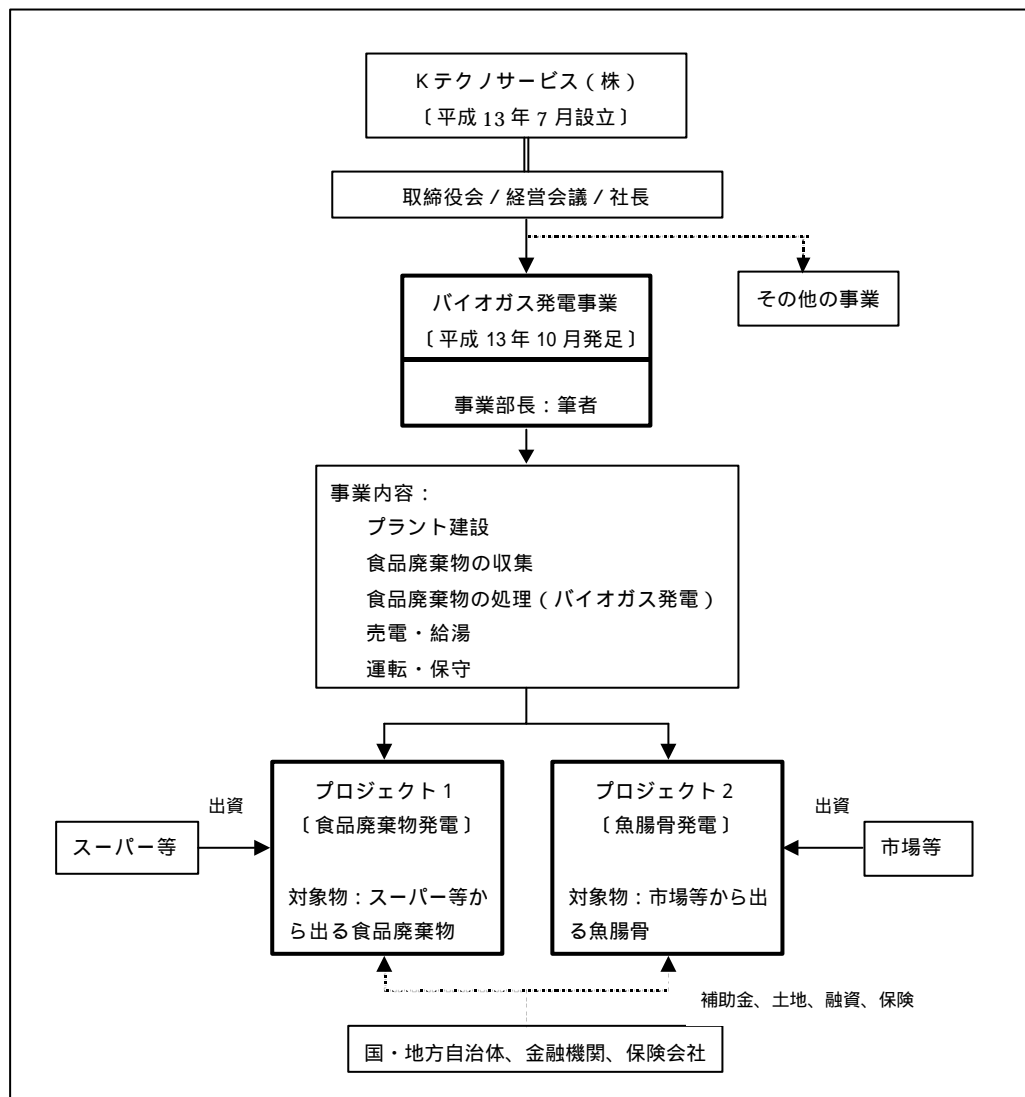 Kテクノサービス(株)
〔平成13年7月設立〕
取締役会/経営会議/社長
バイオガス発電事業
〔平成13年10月発足〕
その他の事業
事業部長:筆者
事業内容:
プラント建設
食品廃棄物の収集
食品廃棄物の処理(バイオガス発電)
売電・給湯
運転・保守
出資
スーパー等
プロジェクト1
〔食品廃棄物発電〕
対象物:スーパー等か
ら出る食品廃棄物
プロジェクト2
〔魚腸骨発電〕
対象物:市場等から出
る魚腸骨
出資
市場等
補助金、土地、融資、保険
国・地方自治体、金融機関、保険会社